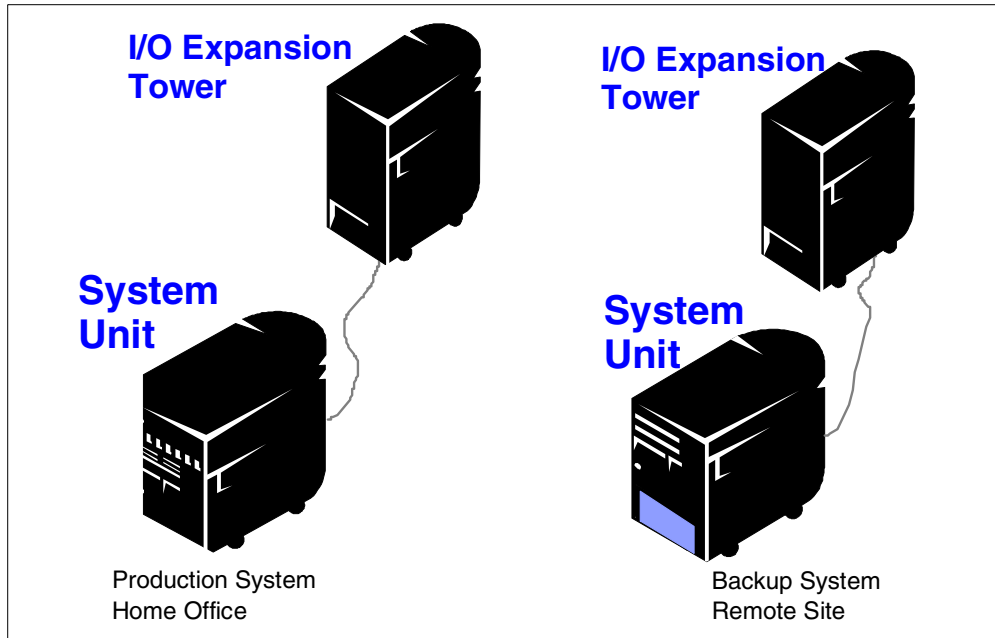 I/O Expansion
Tower
System
Unit
Production System
Home Office
I/O Expansion
Tower
System
Unit
Backup System
Remote Site